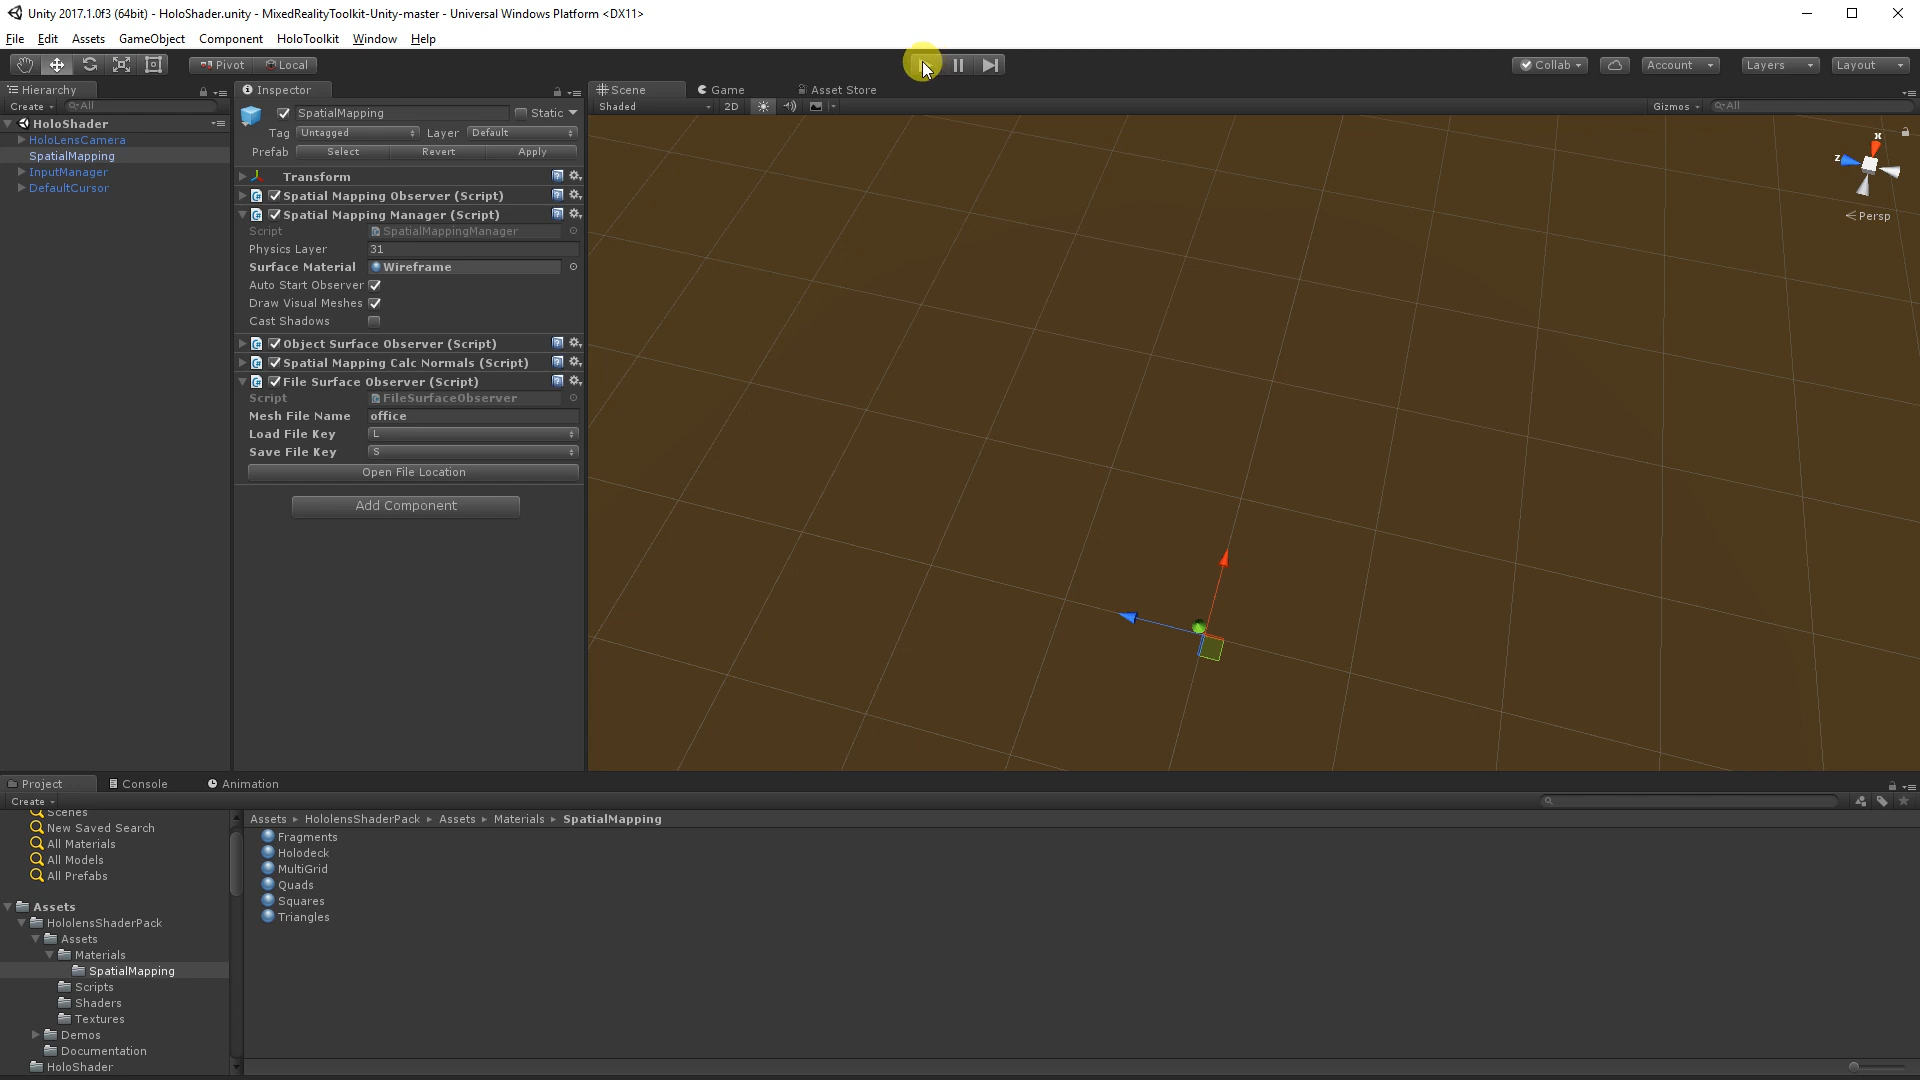 Unity 2017.1.0f3 (64bit) - HoloShader.unity - MixedRealityToolkit-Unity-master - Universal Windows Platform <DX11>
File Edit Assets GameObject Component HoloToolkit Window Help
Pivot Local Collab Account Layers Layout
Hierarchy
Create All
HoloShader
HoloLensCamera
SpatialMapping
InputManager
DefaultCursor
Inspector
SpatialMapping Static
Tag Untagged Layer Default
Prefab Select Revert Apply
Transform
Spatial Mapping Observer (Script)
Spatial Mapping Manager (Script)
Script SpatialMappingManager
Physics Layer 31
Surface Material Wireframe
Auto Start Observer
Draw Visual Meshes
Cast Shadows
Object Surface Observer (Script)
Spatial Mapping Calc Normals (Script)
File Surface Observer (Script)
Script FileSurfaceObserver
Mesh File Name office
Load File Key L
Save File Key S
Open File Location
Add Component
Scene Game Asset Store
Shaded 2D Gizmos All
x
z
Persp
Project Console Animation
Create
Scenes
New Saved Search
All Materials
All Models
All Prefabs
Assets
HololensShaderPack
Assets
Materials
SpatialMapping
Scripts
Shaders
Textures
Demos
Documentation
HoloShader
Assets HololensShaderPack Assets Materials SpatialMapping
Fragments
Holodeck
MultiGrid
Quads
Squares
Triangles